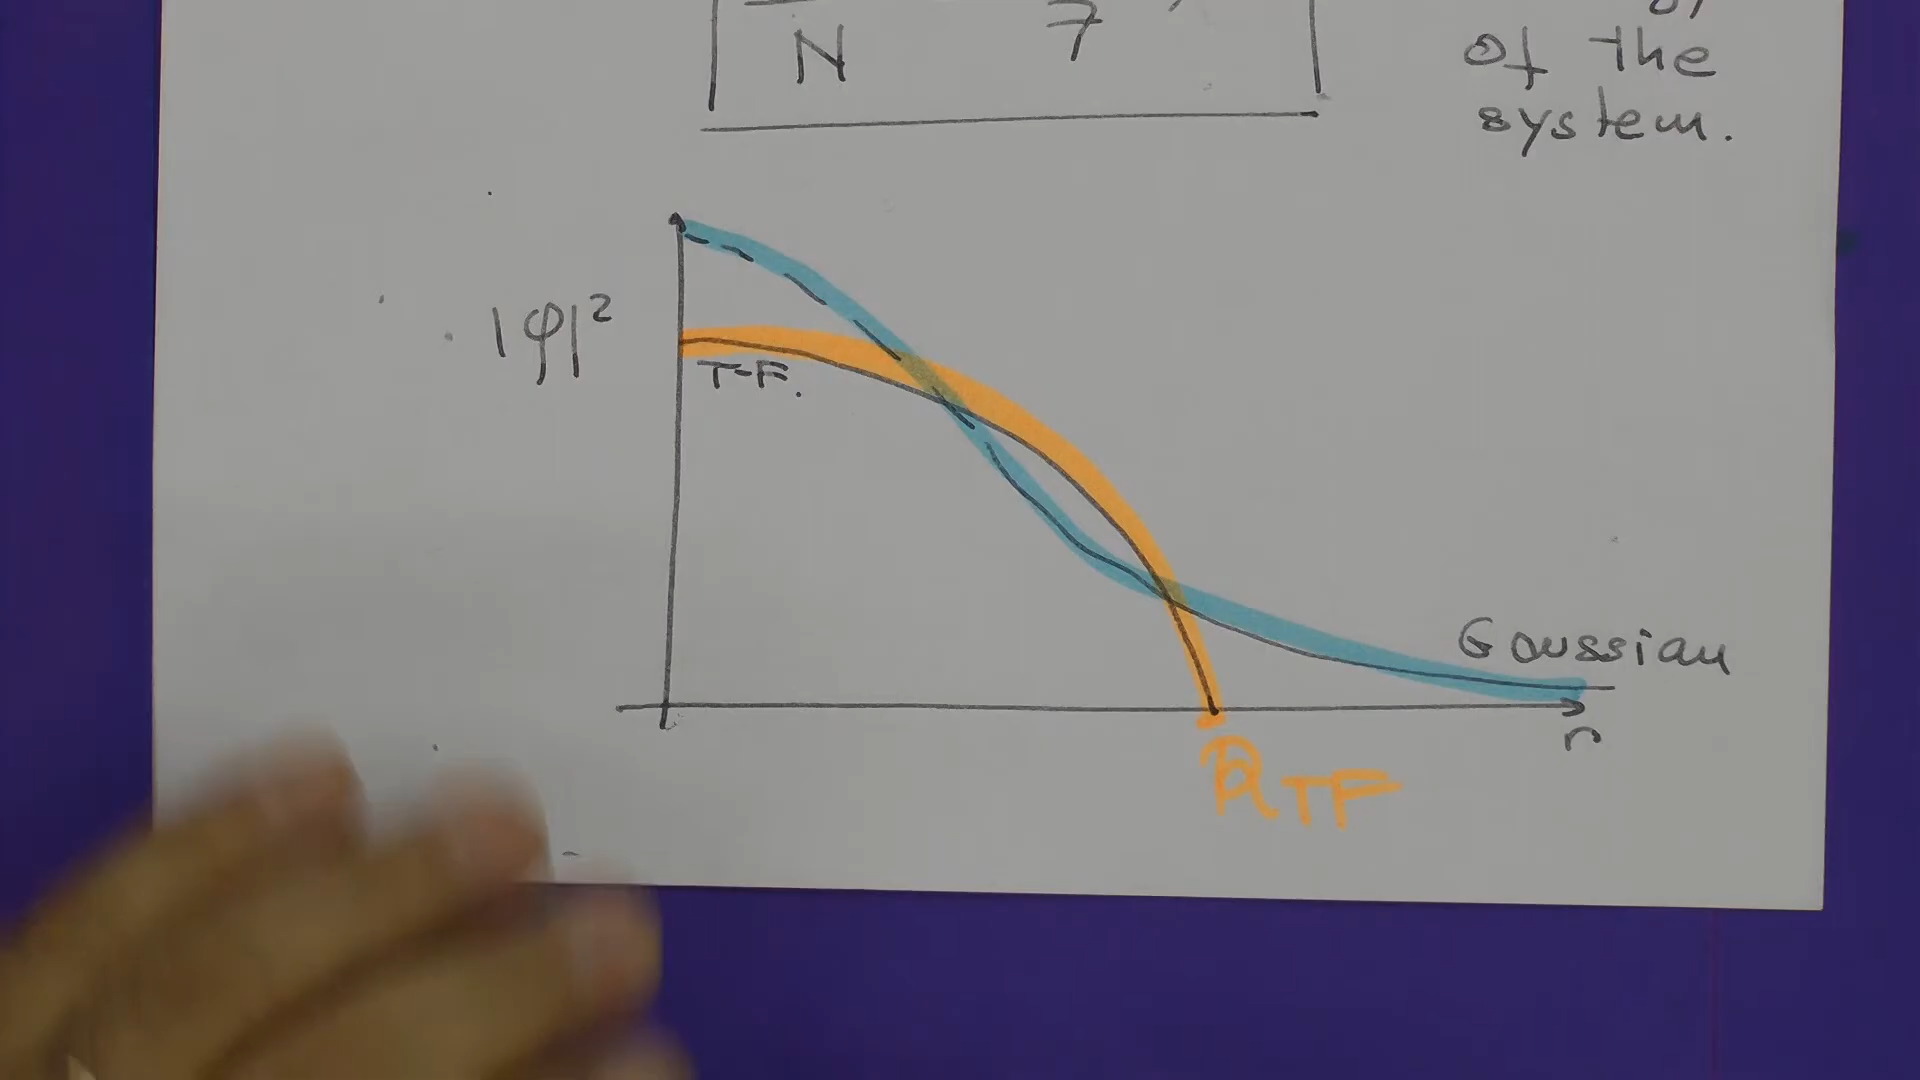 N 7
of the
system.
|φ|²
T-F.
Gaussian
r
R_TF